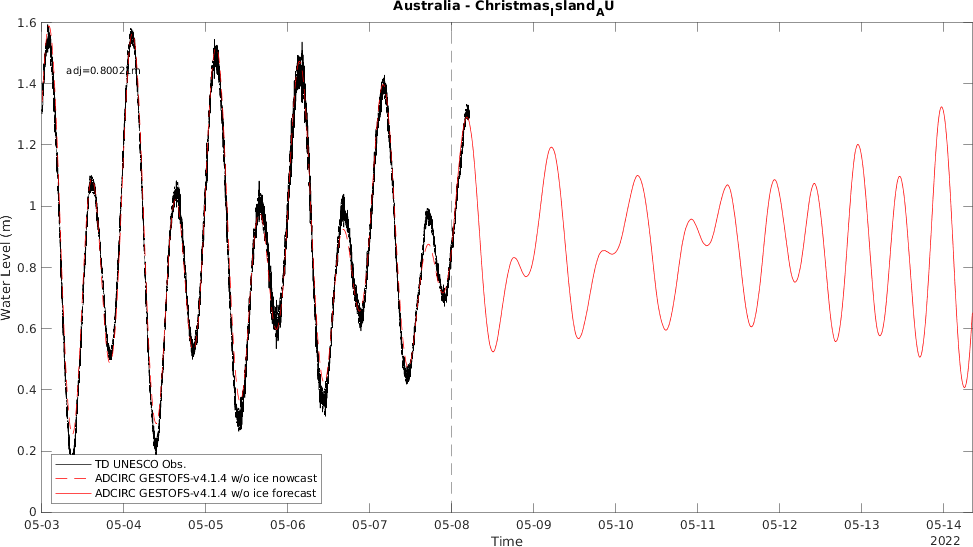 Australia - Christmas_Island_AU
adj=0.80021m
1.6
1.4
1.2
1
0.8
0.6
0.4
0.2
0
Water Level (m)
TD UNESCO Obs.
ADCIRC GESTOFS-v4.1.4 w/o ice nowcast
ADCIRC GESTOFS-v4.1.4 w/o ice forecast
05-03 05-04 05-05 05-06 05-07 05-08 05-09 05-10 05-11 05-12 05-13 05-14
Time
2022